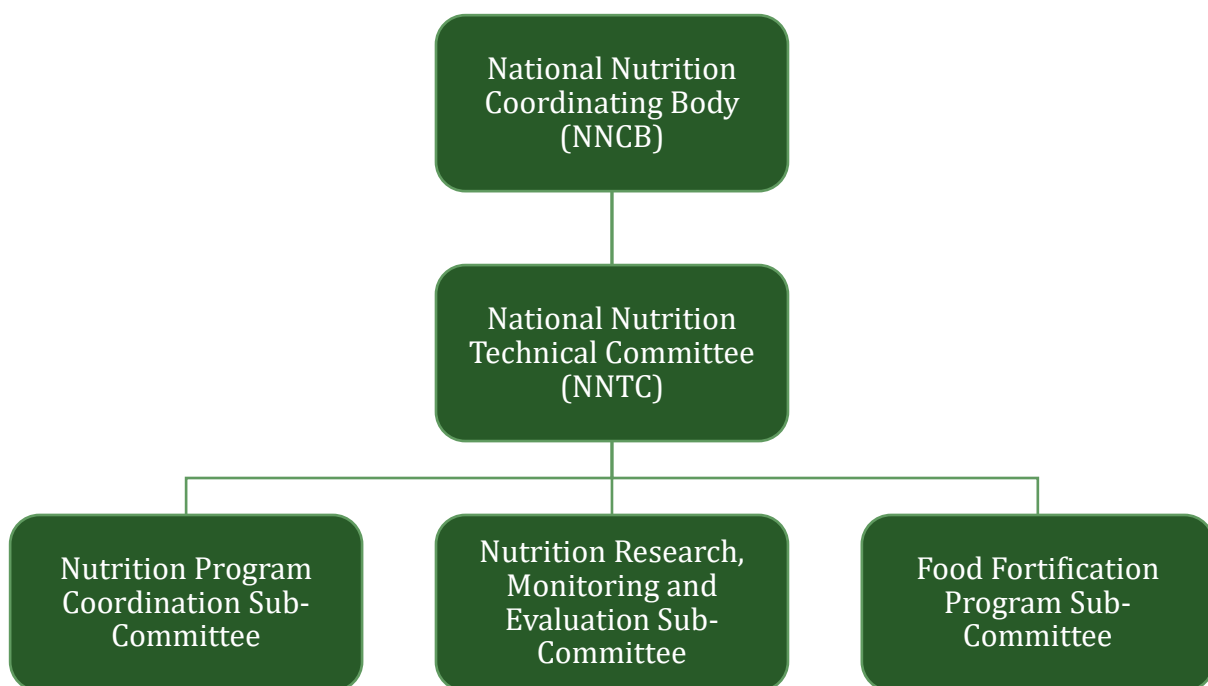 National Nutrition
Coordinating Body
(NNCB)
National Nutrition
Technical Committee
(NNTC)
Nutrition Program
Coordination Sub-
Committee
Nutrition Research,
Monitoring and
Evaluation Sub-
Committee
Food Fortification
Program Sub-
Committee